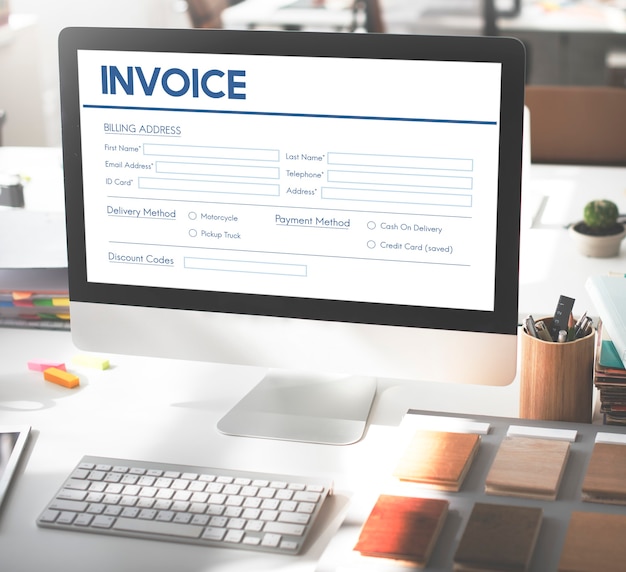 INVOICE
BILLING ADDRESS
First Name* Last Name*
Email Address* Telephone*
ID Card* Address*
Delivery Method Motorcycle Payment Method Cash On Delivery
Pickup Truck Credit Card (saved)
Discount Codes